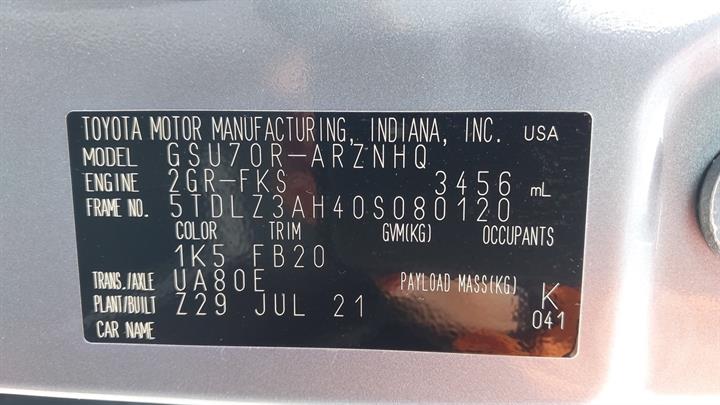 TOYOTA MOTOR MANUFACTURING, INDIANA, INC. USA
MODEL GSU70R-ARZNHQ
ENGINE 2GR-FKS 3456 mL
FRAME NO. 5TDLZ3AH40S080120
COLOR TRIM GVM(KG) OCCUPANTS
1K5 FB20
TRANS./AXLE UA80E PAYLOAD MASS(KG) K
PLANT/BUILT Z29 JUL 21 041
CAR NAME